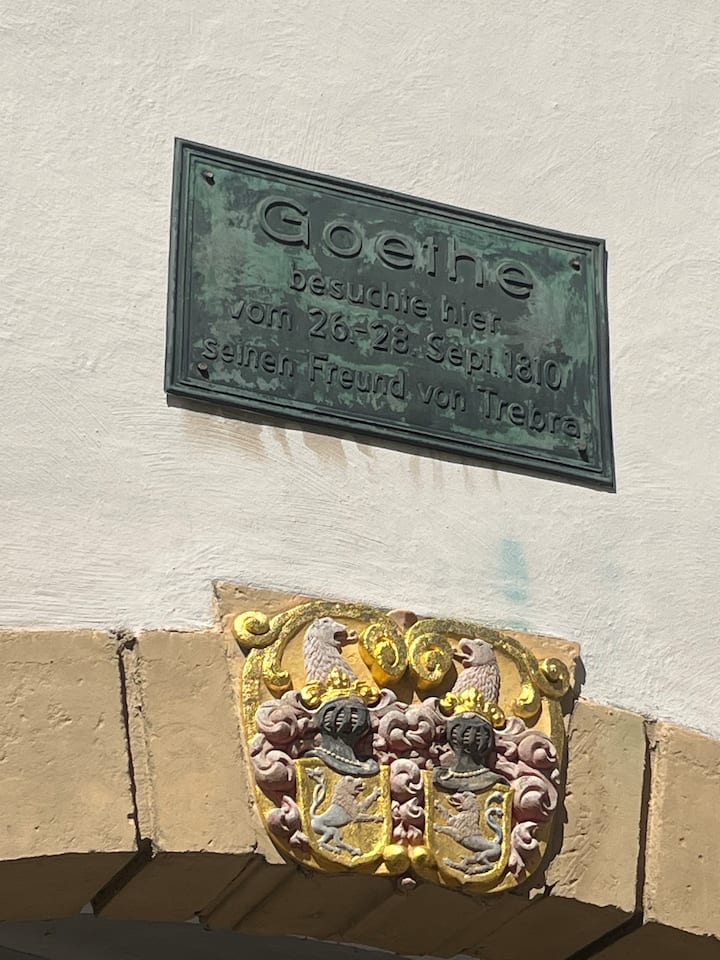 Goethe
besuchte hier
vom 26.-28. Sept. 1810
seinen Freund von Trebra